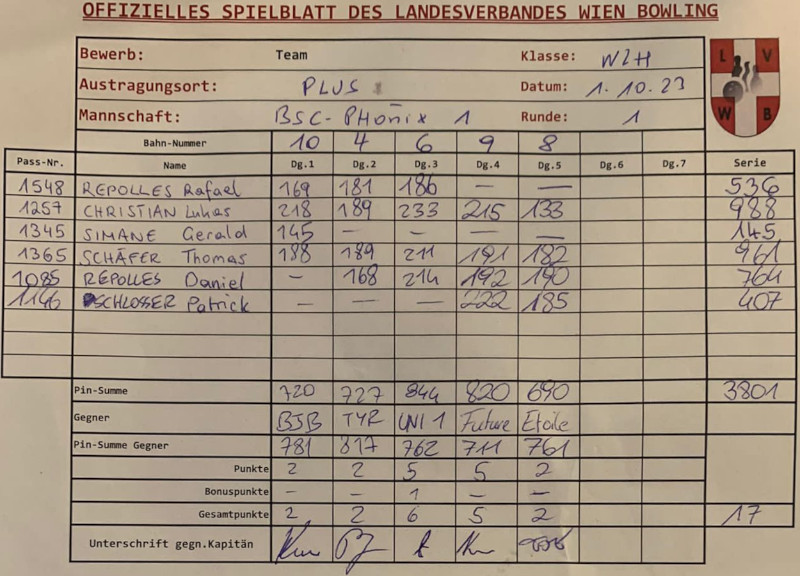 OFFIZIELLES SPIELBLATT DES LANDESVERBANDES WIEN BOWLING
Bewerb: Team Klasse: W2H
Austragungsort: PLUS Datum: 1.10.23
Mannschaft: BSC-PHÖNIX 1 Runde: 1
L V W B
Bahn-Nummer 10 4 6 9 8
Pass-Nr. Name Dg.1 Dg.2 Dg.3 Dg.4 Dg.5 Dg.6 Dg.7 Serie
1548 REPOLLES Rafael 169 181 186 — — 536
1257 CHRISTIAN Lukas 218 189 233 215 133 988
1345 SIMANE Gerald 145 — — — — 145
1365 SCHÄFER Thomas 188 189 211 191 182 961
1085 REPOLLES Daniel — 168 214 192 190 764
1146 SCHLOSSER Patrick — — — 222 185 407
Pin-Summe 720 727 844 820 690 3801
Gegner BJB TYR UNI 1 Future Etoile
Pin-Summe Gegner 781 817 762 711 761
Punkte 2 2 5 5 2
Bonuspunkte — — 1 — —
Gesamtpunkte 2 2 6 5 2 17
Unterschrift gegn.Kapitän